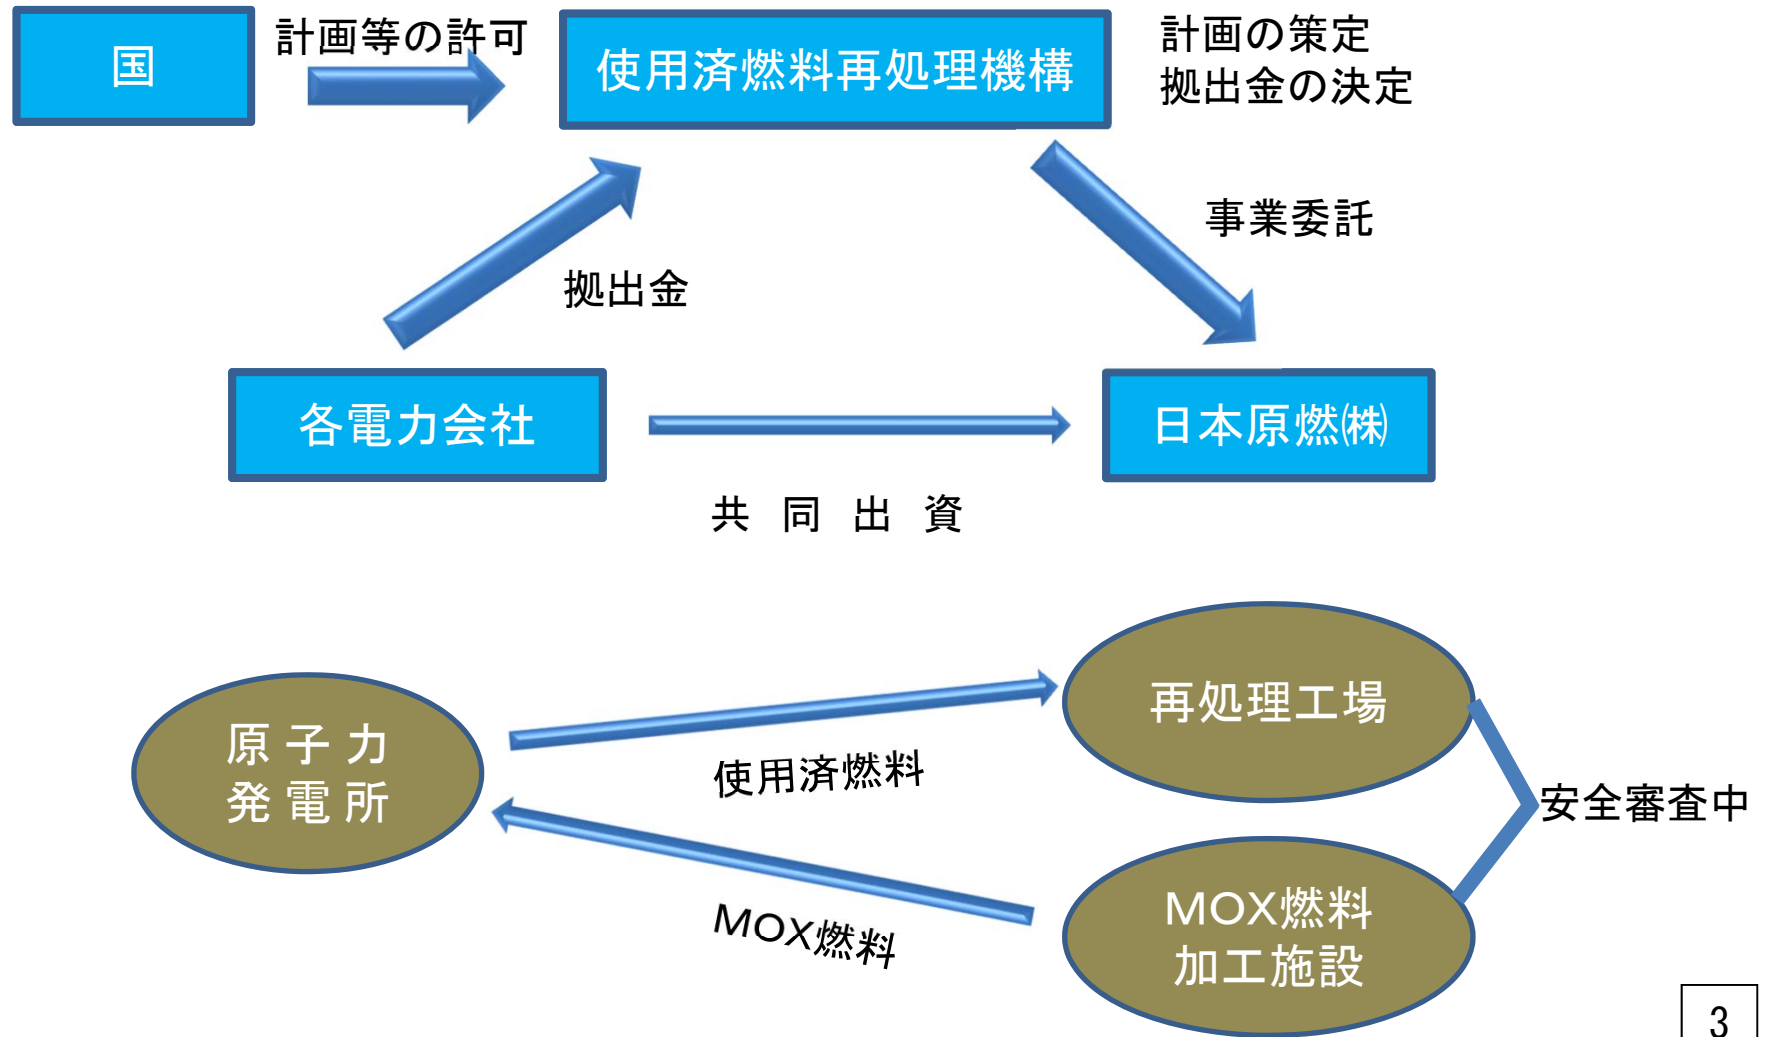 国
計画等の許可
使用済燃料再処理機構
計画の策定
拠出金の決定
事業委託
拠出金
各電力会社
日本原燃㈱
共同出資
再処理工場
原子力
発電所
使用済燃料
安全審査中
MOX燃料
MOX燃料
加工施設
3